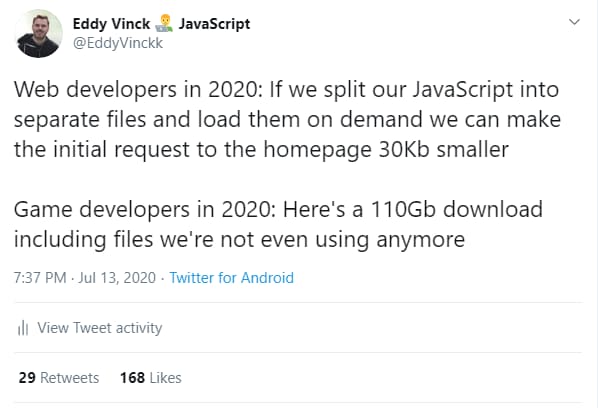 Eddy Vinck 👨‍💼 JavaScript
@EddyVinckk
Web developers in 2020: If we split our JavaScript into
separate files and load them on demand we can make
the initial request to the homepage 30Kb smaller
Game developers in 2020: Here's a 110Gb download
including files we're not even using anymore
7:37 PM · Jul 13, 2020 · Twitter for Android
View Tweet activity
29 Retweets 168 Likes